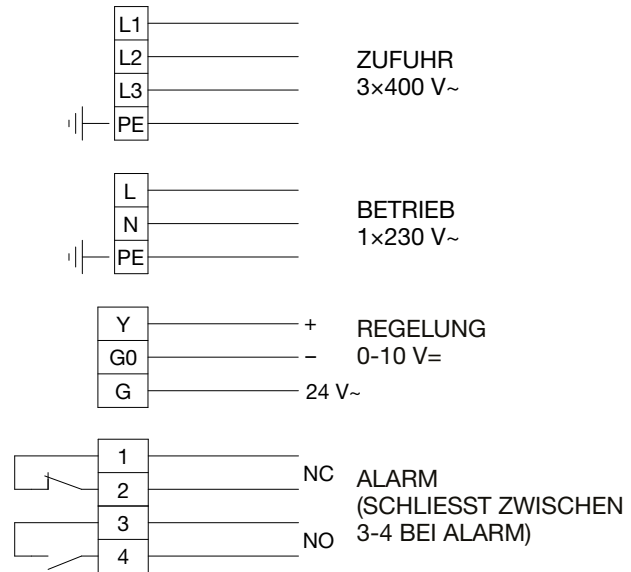 L1
L2
L3
PE
ZUFUHR
3×400 V~
L
N
PE
BETRIEB
1×230 V~
Y
G0
G
+
−
24 V~
REGELUNG
0-10 V=
1
2
3
4
NC
NO
ALARM
(SCHLIESST ZWISCHEN
3-4 BEI ALARM)